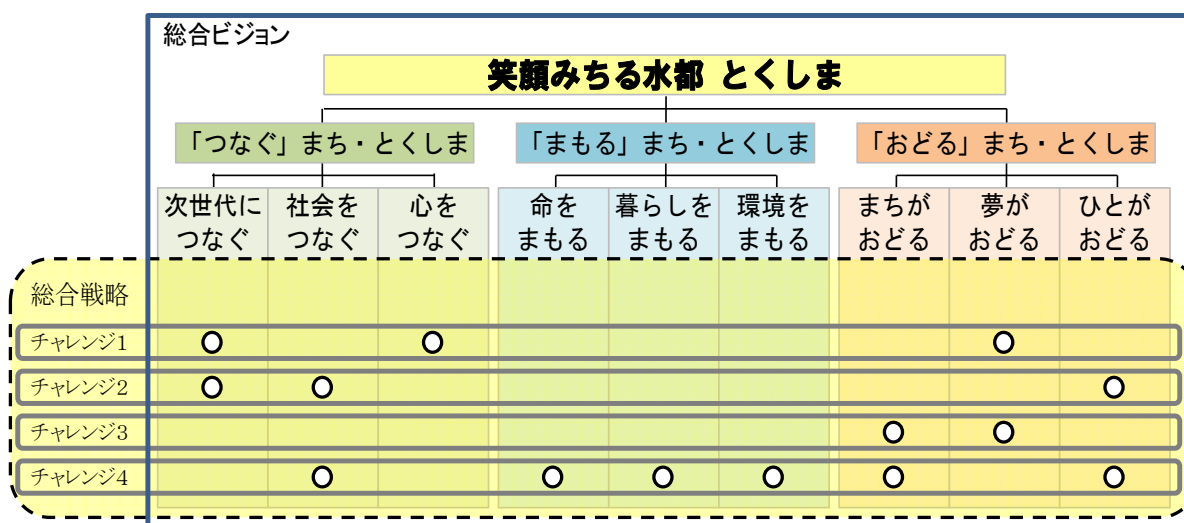 総合ビジョン
笑顔みちる水都 とくしま
「つなぐ」まち・とくしま
「まもる」まち・とくしま
「おどる」まち・とくしま
次世代に
つなぐ
社会を
つなぐ
心を
つなぐ
命を
まもる
暮らしを
まもる
環境を
まもる
まちが
おどる
夢が
おどる
ひとが
おどる
総合戦略
チャレンジ1
チャレンジ2
チャレンジ3
チャレンジ4